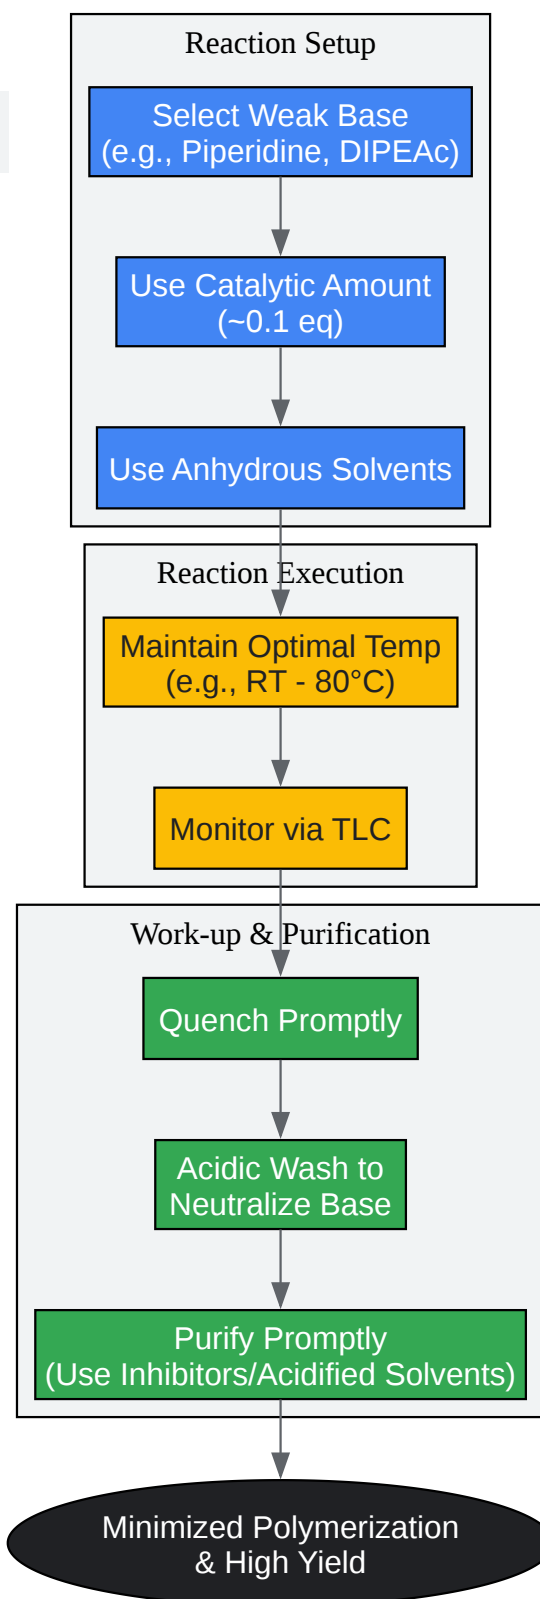 Reaction Setup
Select Weak Base
(e.g., Piperidine, DIPEAc)
Use Catalytic Amount
(~0.1 eq)
Use Anhydrous Solvents
Reaction Execution
Maintain Optimal Temp
(e.g., RT - 80°C)
Monitor via TLC
Work-up & Purification
Quench Promptly
Acidic Wash to
Neutralize Base
Purify Promptly
(Use Inhibitors/Acidified Solvents)
Minimized Polymerization
& High Yield